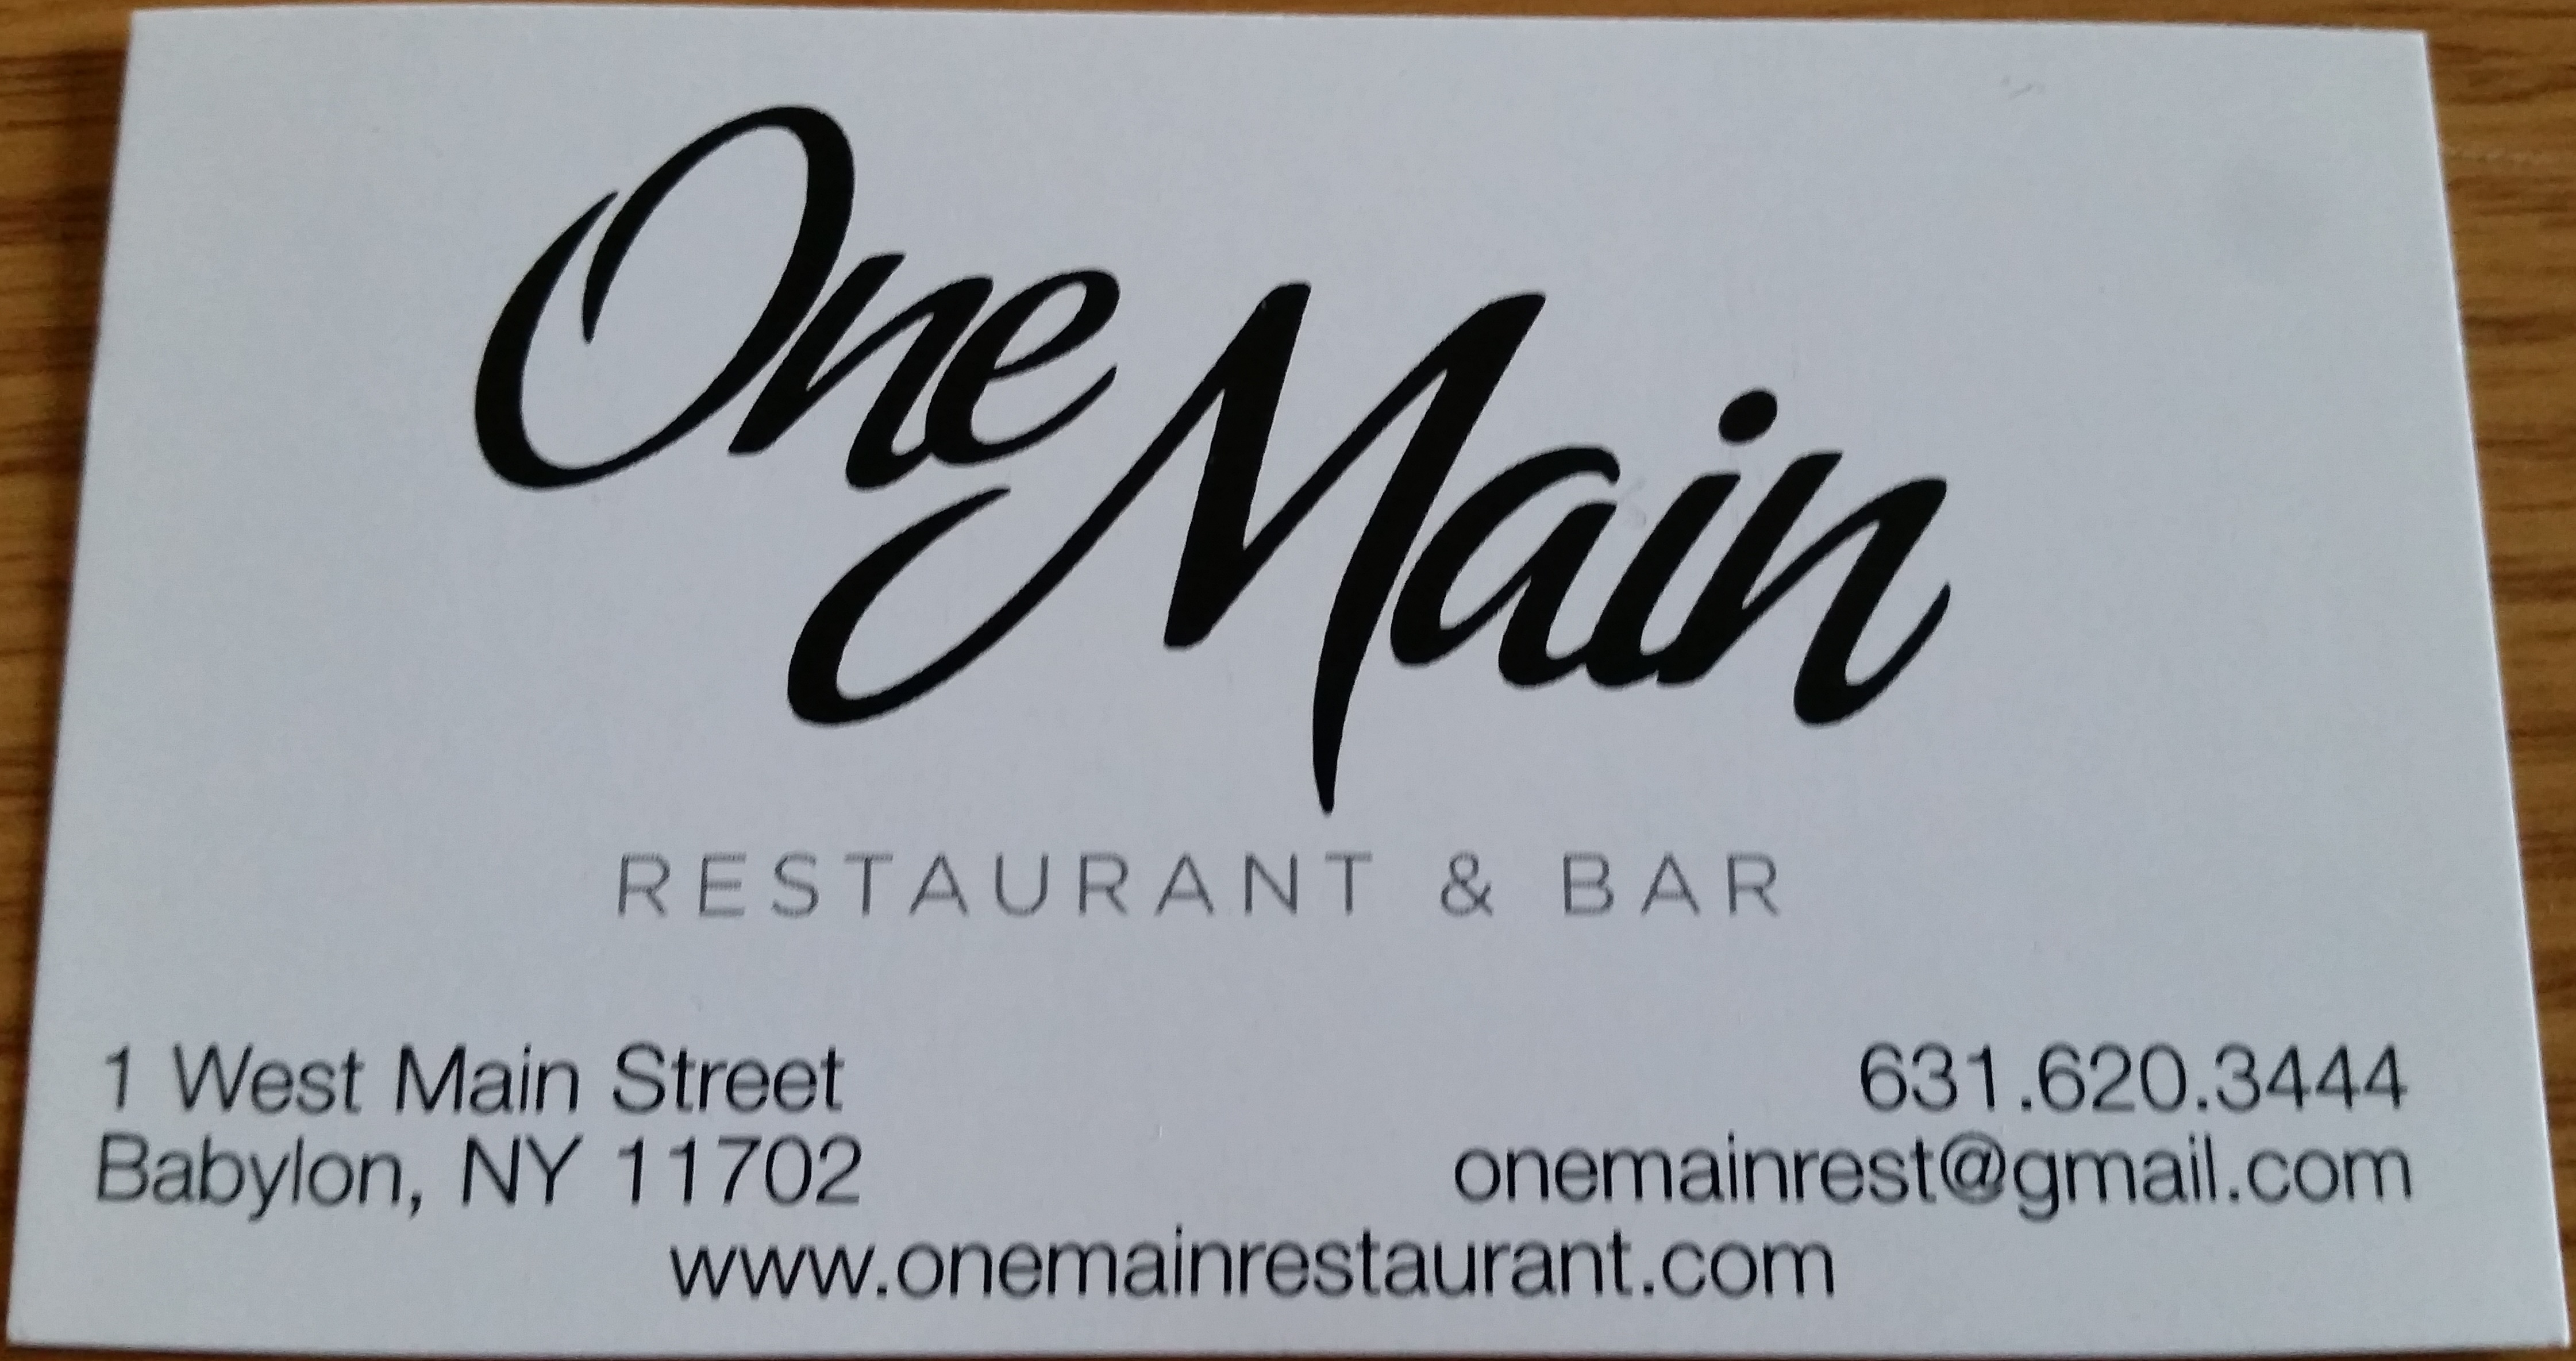 One Main
RESTAURANT & BAR
1 West Main Street
Babylon, NY 11702
631.620.3444
onemainrest@gmail.com
www.onemainrestaurant.com